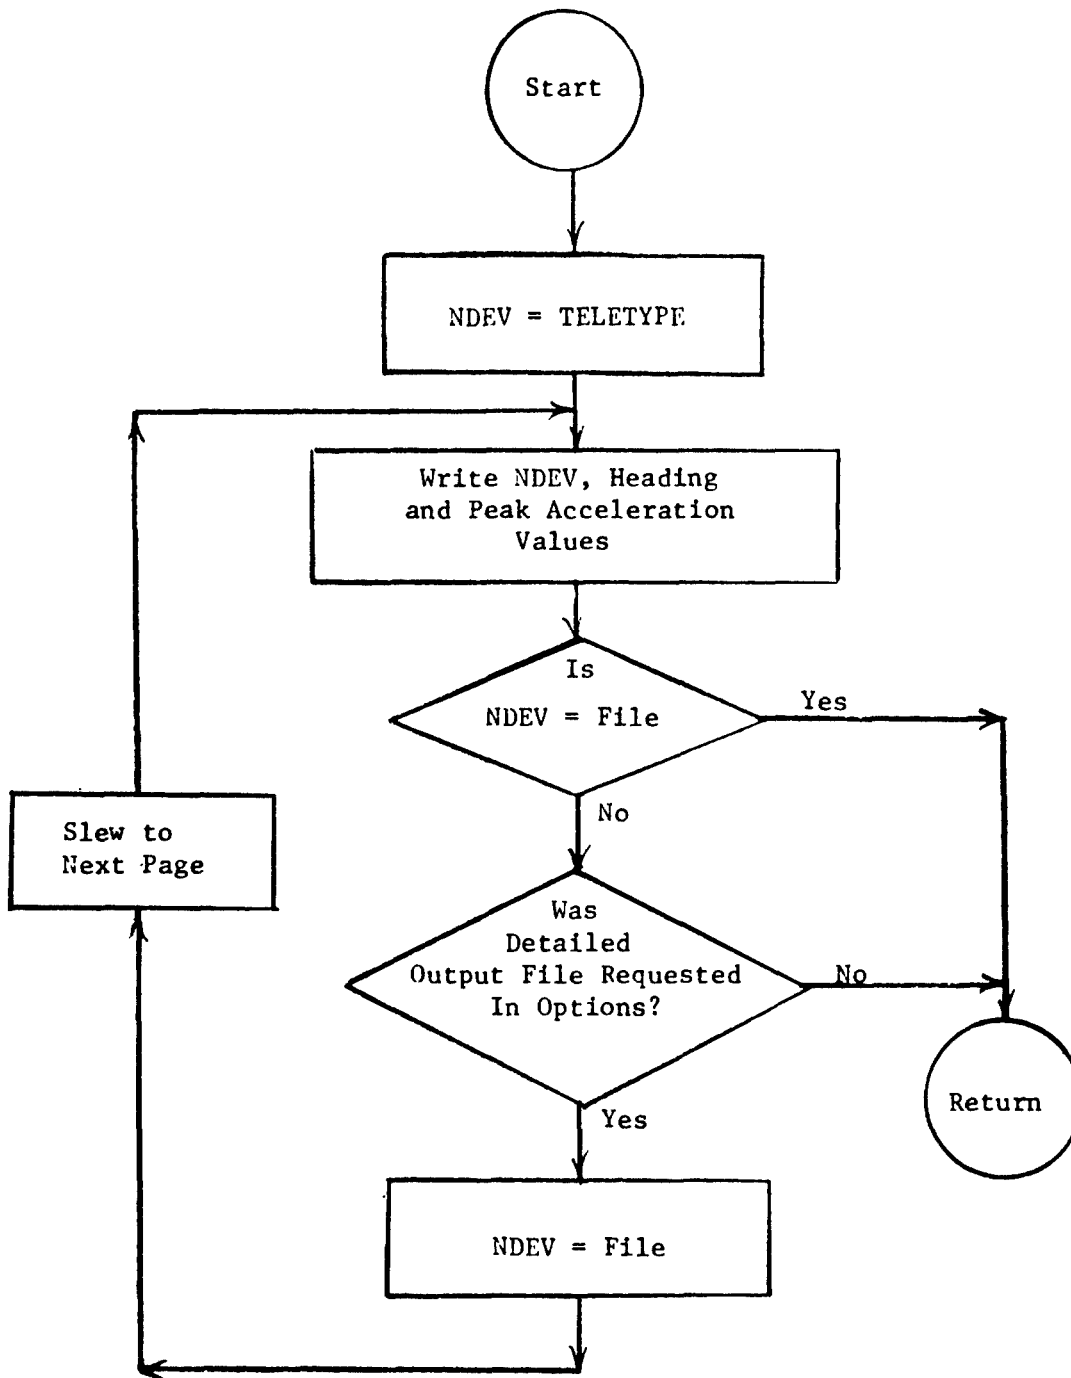 Start
NDEV = TELETYPE
Write NDEV, Heading
and Peak Acceleration
Values
Is
NDEV = File
Yes
No
Slew to
Next Page
Was
Detailed
Output File Requested
In Options?
No
Return
Yes
NDEV = File